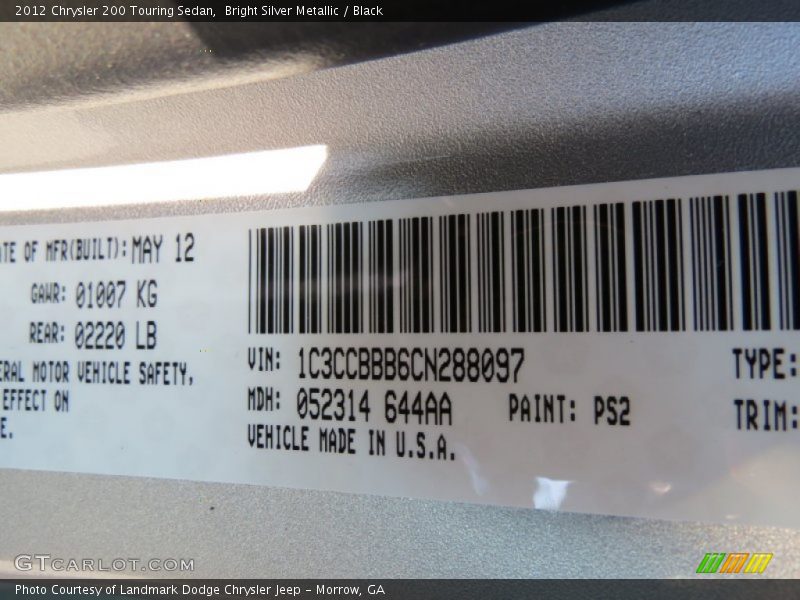 2012 Chrysler 200 Touring Sedan,  Bright Silver Metallic / Black
ATE OF MFR(BUILT): MAY 12
GAWR: 01007 KG
REAR: 02220 LB
ERAL MOTOR VEHICLE SAFETY,
EFFECT ON
E.
VIN: 1C3CCBBB6CN288097
MDH: 052314 644AA PAINT: PS2
VEHICLE MADE IN U.S.A.
TYPE:
TRIM:
GTCARLOT.COM
Photo Courtesy of Landmark Dodge Chrysler Jeep – Morrow, GA